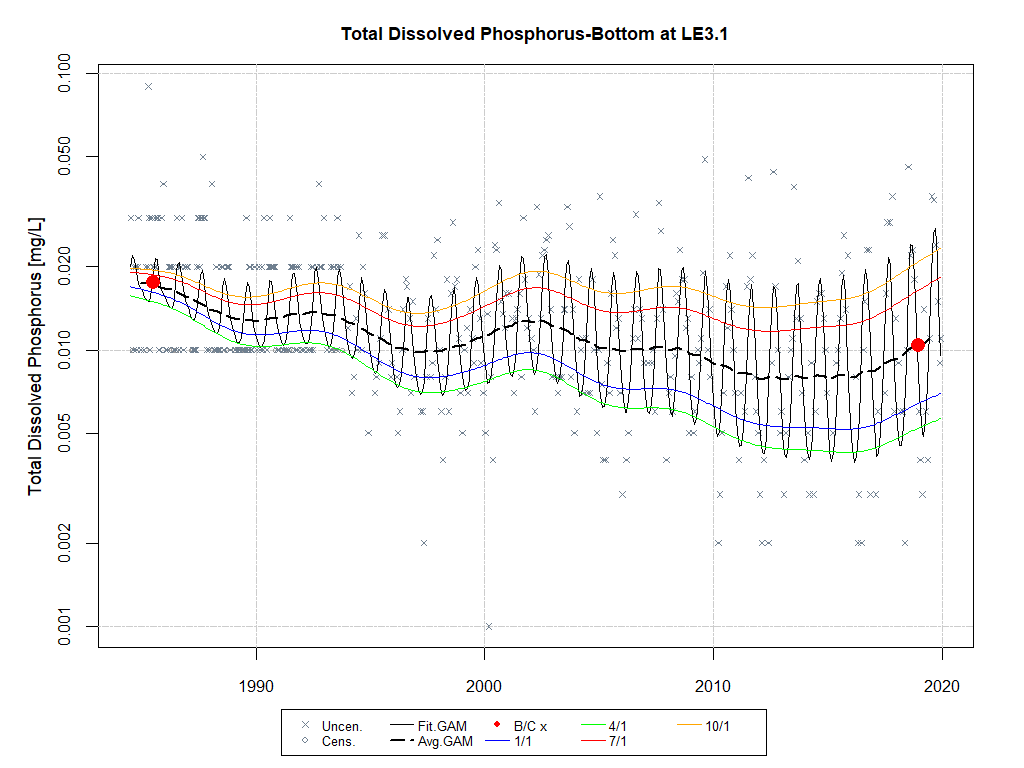 Total Dissolved Phosphorus-Bottom at LE3.1
Total Dissolved Phosphorus [mg/L]
0.100
0.050
0.020
0.010
0.005
0.002
0.001
1990 2000 2010 2020
Uncen. Fit.GAM B/C x 4/1 10/1
Cens. Avg.GAM 1/1 7/1